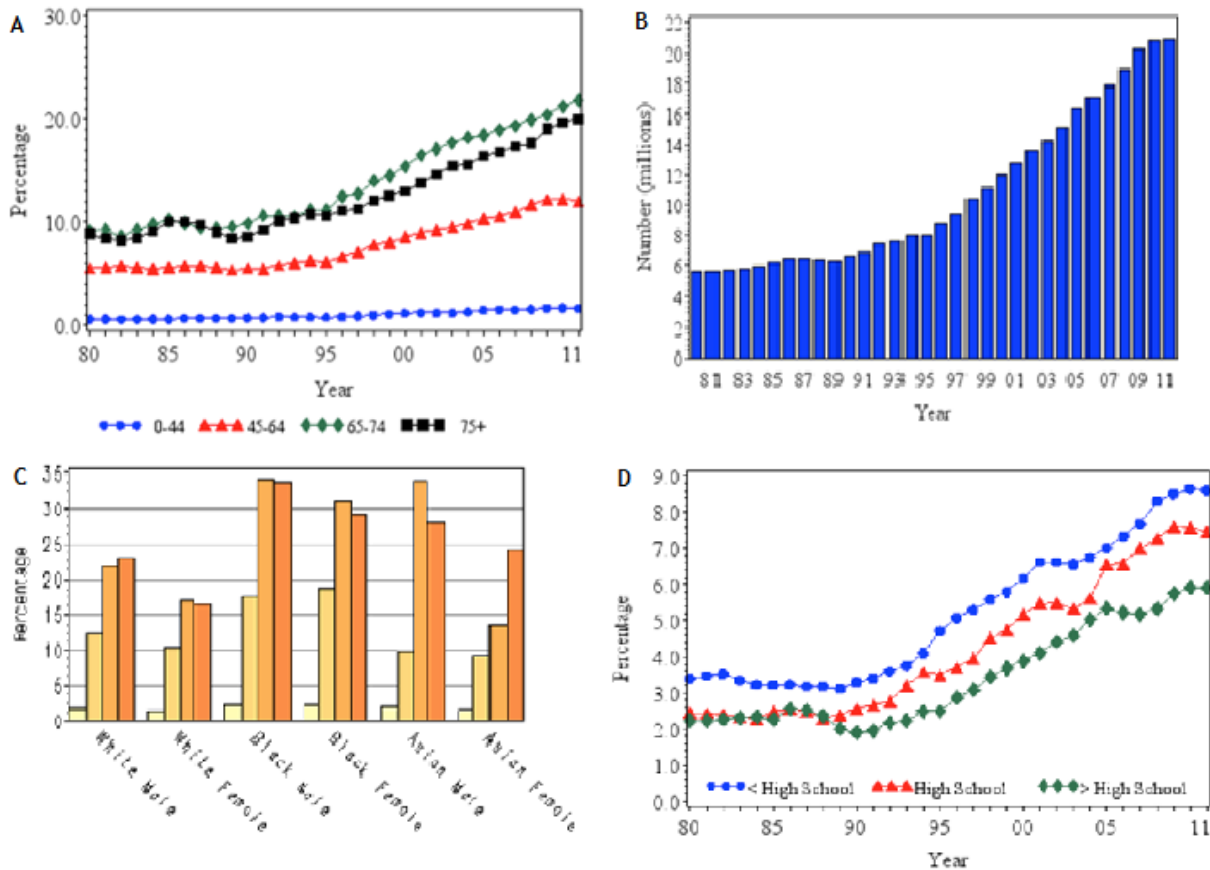 A
30.0
20.0
10.0
0.0
Percentage
80 85 90 95 00 05 11
Year
0-44 45-64 65-74 75+
B
22
20
18
16
14
12
10
8
6
4
2
0
Number (millions)
81 83 85 87 89 91 93 95 97 99 01 03 05 07 09 11
Year
C
35
30
25
20
15
10
5
0
Percentage
White Male
White Female
Black Male
Black Female
Asian Male
Asian Female
D
9.0
8.0
7.0
6.0
5.0
4.0
3.0
2.0
1.0
0.0
Percentage
< High School High School > High School
80 85 90 95 00 05 11
Year